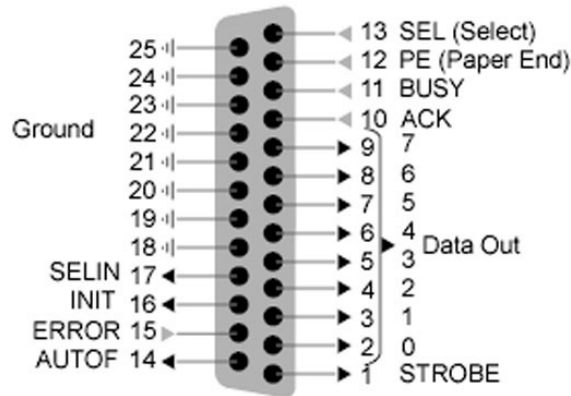 13 SEL (Select)
25
12 PE (Paper End)
24
11 BUSY
23
10 ACK
Ground
22
9 7
21
8 6
20
7 5
19
6 4
Data Out
18
5 3
SELIN 17
4 2
INIT 16
3 1
ERROR 15
2 0
AUTOF 14
1 STROBE